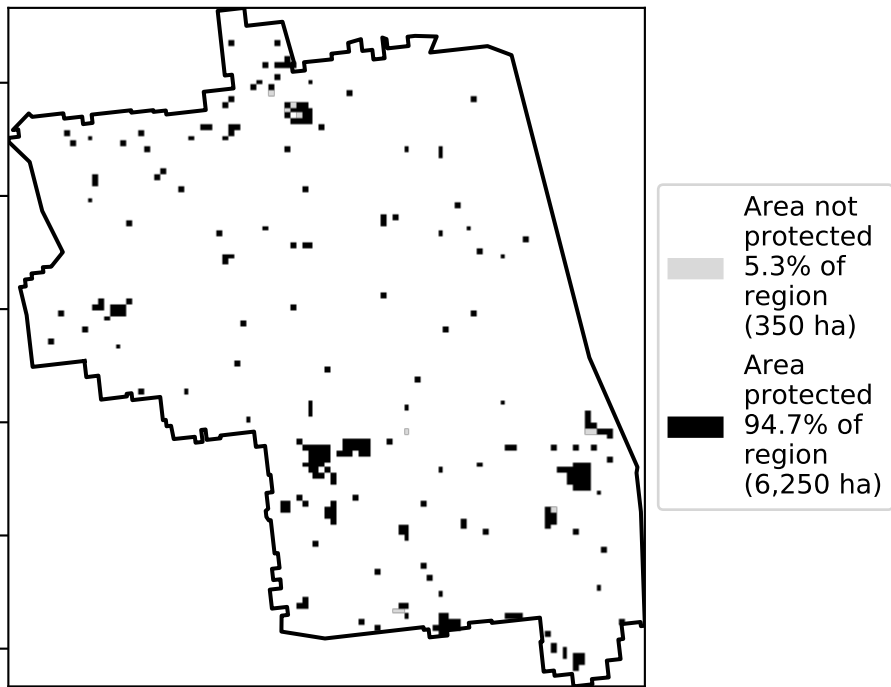 Area not
protected
5.3% of
region
(350 ha)
Area
protected
94.7% of
region
(6,250 ha)